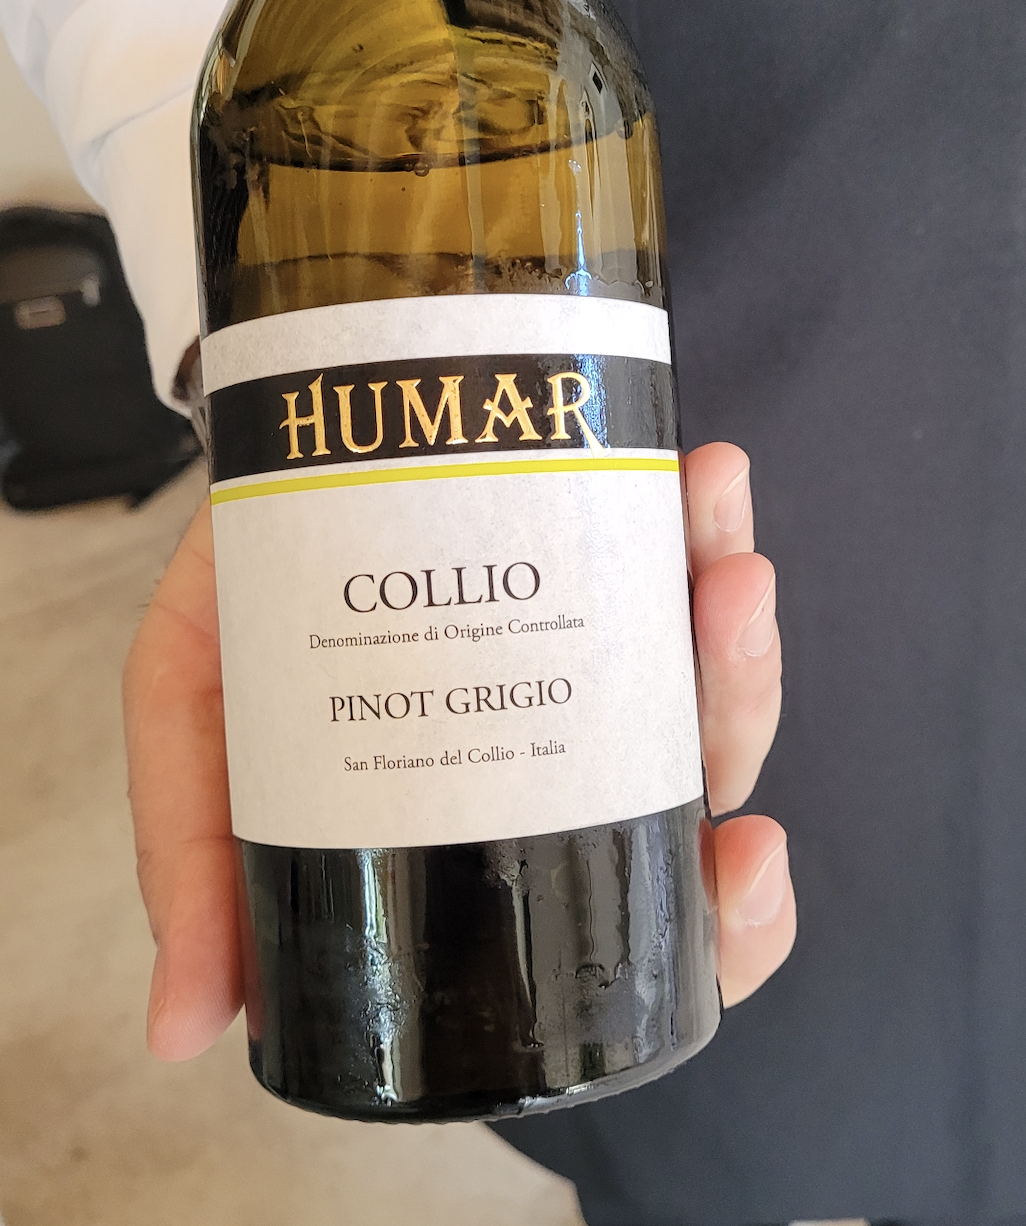 HUMAR
COLLIO
Denominazione di Origine Controllata
PINOT GRIGIO
San Floriano del Collio - Italia